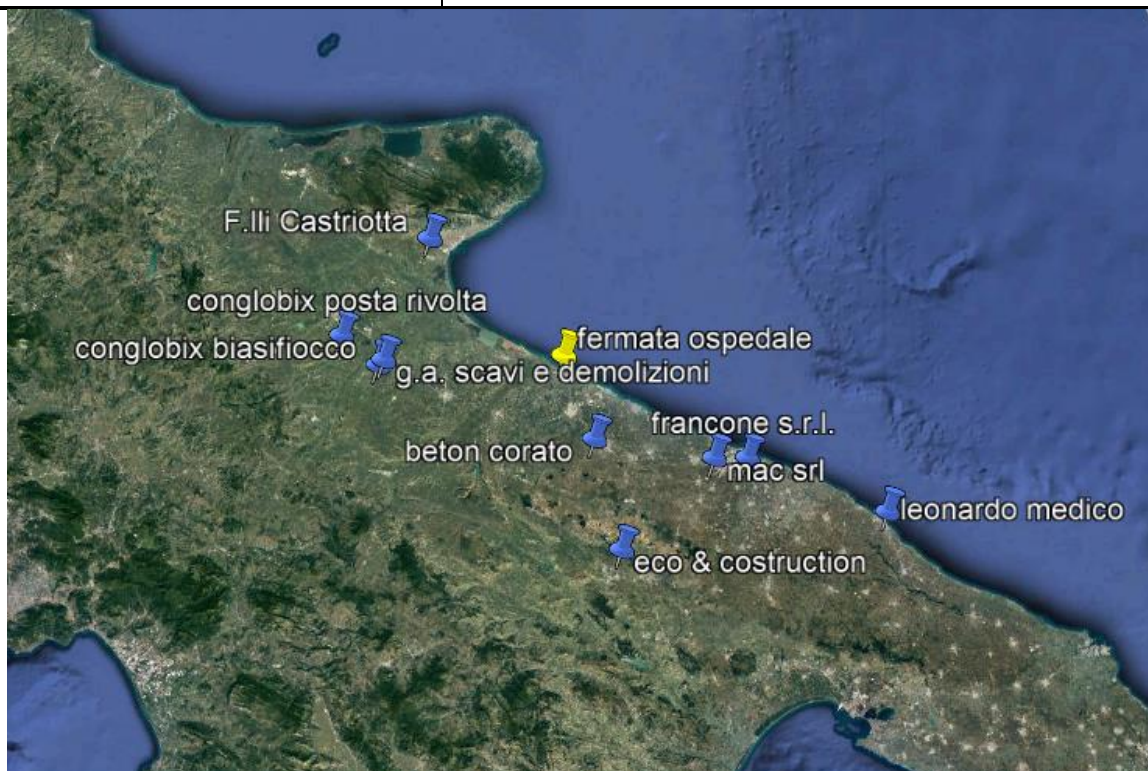 F.lli Castriotta
conglobix posta rivolta
fermata ospedale
conglobix biasifiocco
g.a. scavi e demolizioni
francone s.r.l.
beton corato
mac srl
leonardo medico
eco & costruction